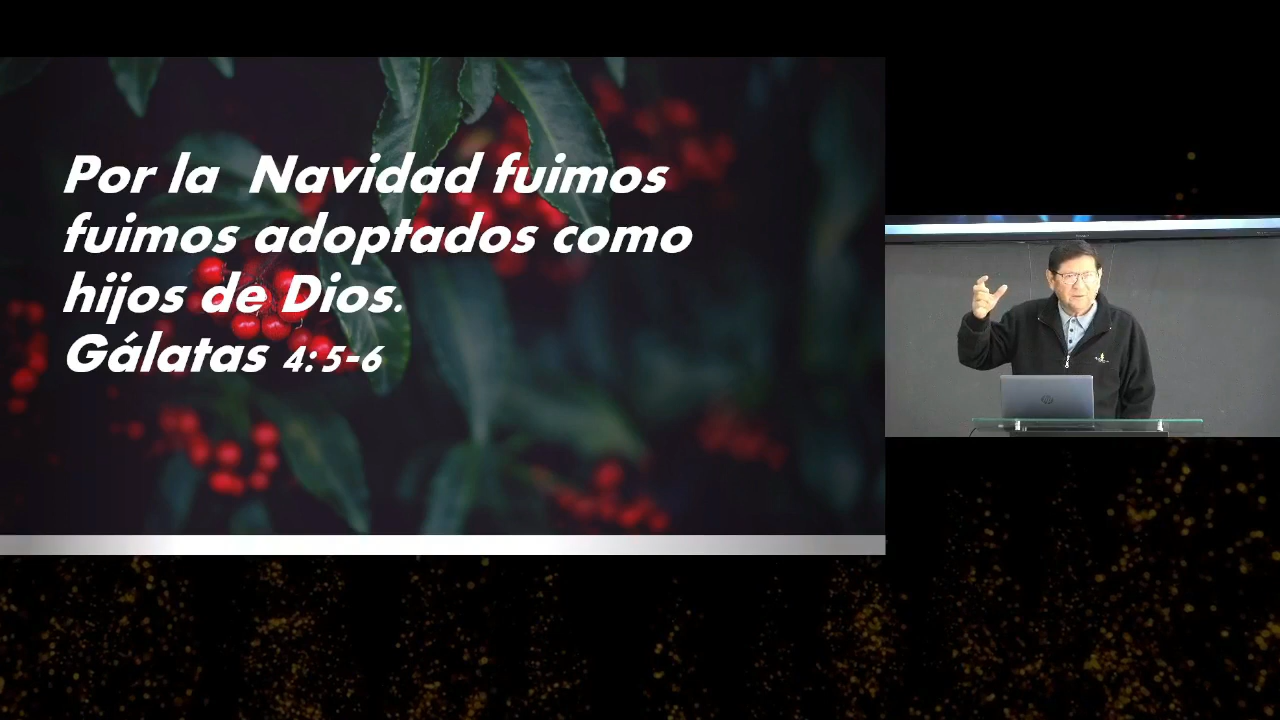 Por la  Navidad fuimos
fuimos adoptados como
hijos de Dios.
Gálatas 4:5-6